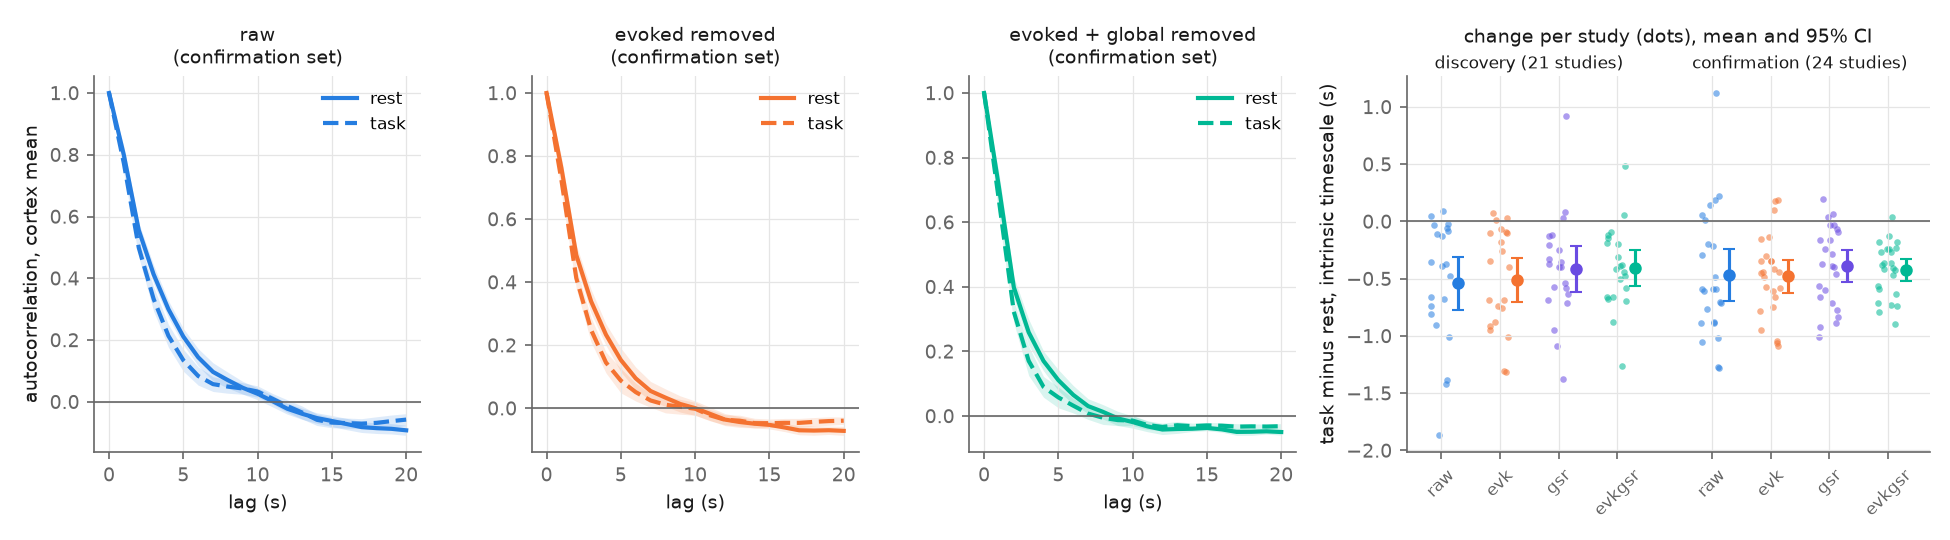 raw
(confirmation set)
autocorrelation, cortex mean
1.0
0.8
0.6
0.4
0.2
0.0
rest
task
0
5
10
15
20
lag (s)
evoked removed
(confirmation set)
1.0
0.8
0.6
0.4
0.2
0.0
rest
task
0
5
10
15
20
lag (s)
evoked + global removed
(confirmation set)
1.0
0.8
0.6
0.4
0.2
0.0
rest
task
0
5
10
15
20
lag (s)
change per study (dots), mean and 95% CI
discovery (21 studies)
confirmation (24 studies)
task minus rest, intrinsic timescale (s)
1.0
0.5
0.0
−0.5
−1.0
−1.5
−2.0
raw
evk
gsr
evkgsr
raw
evk
gsr
evkgsr